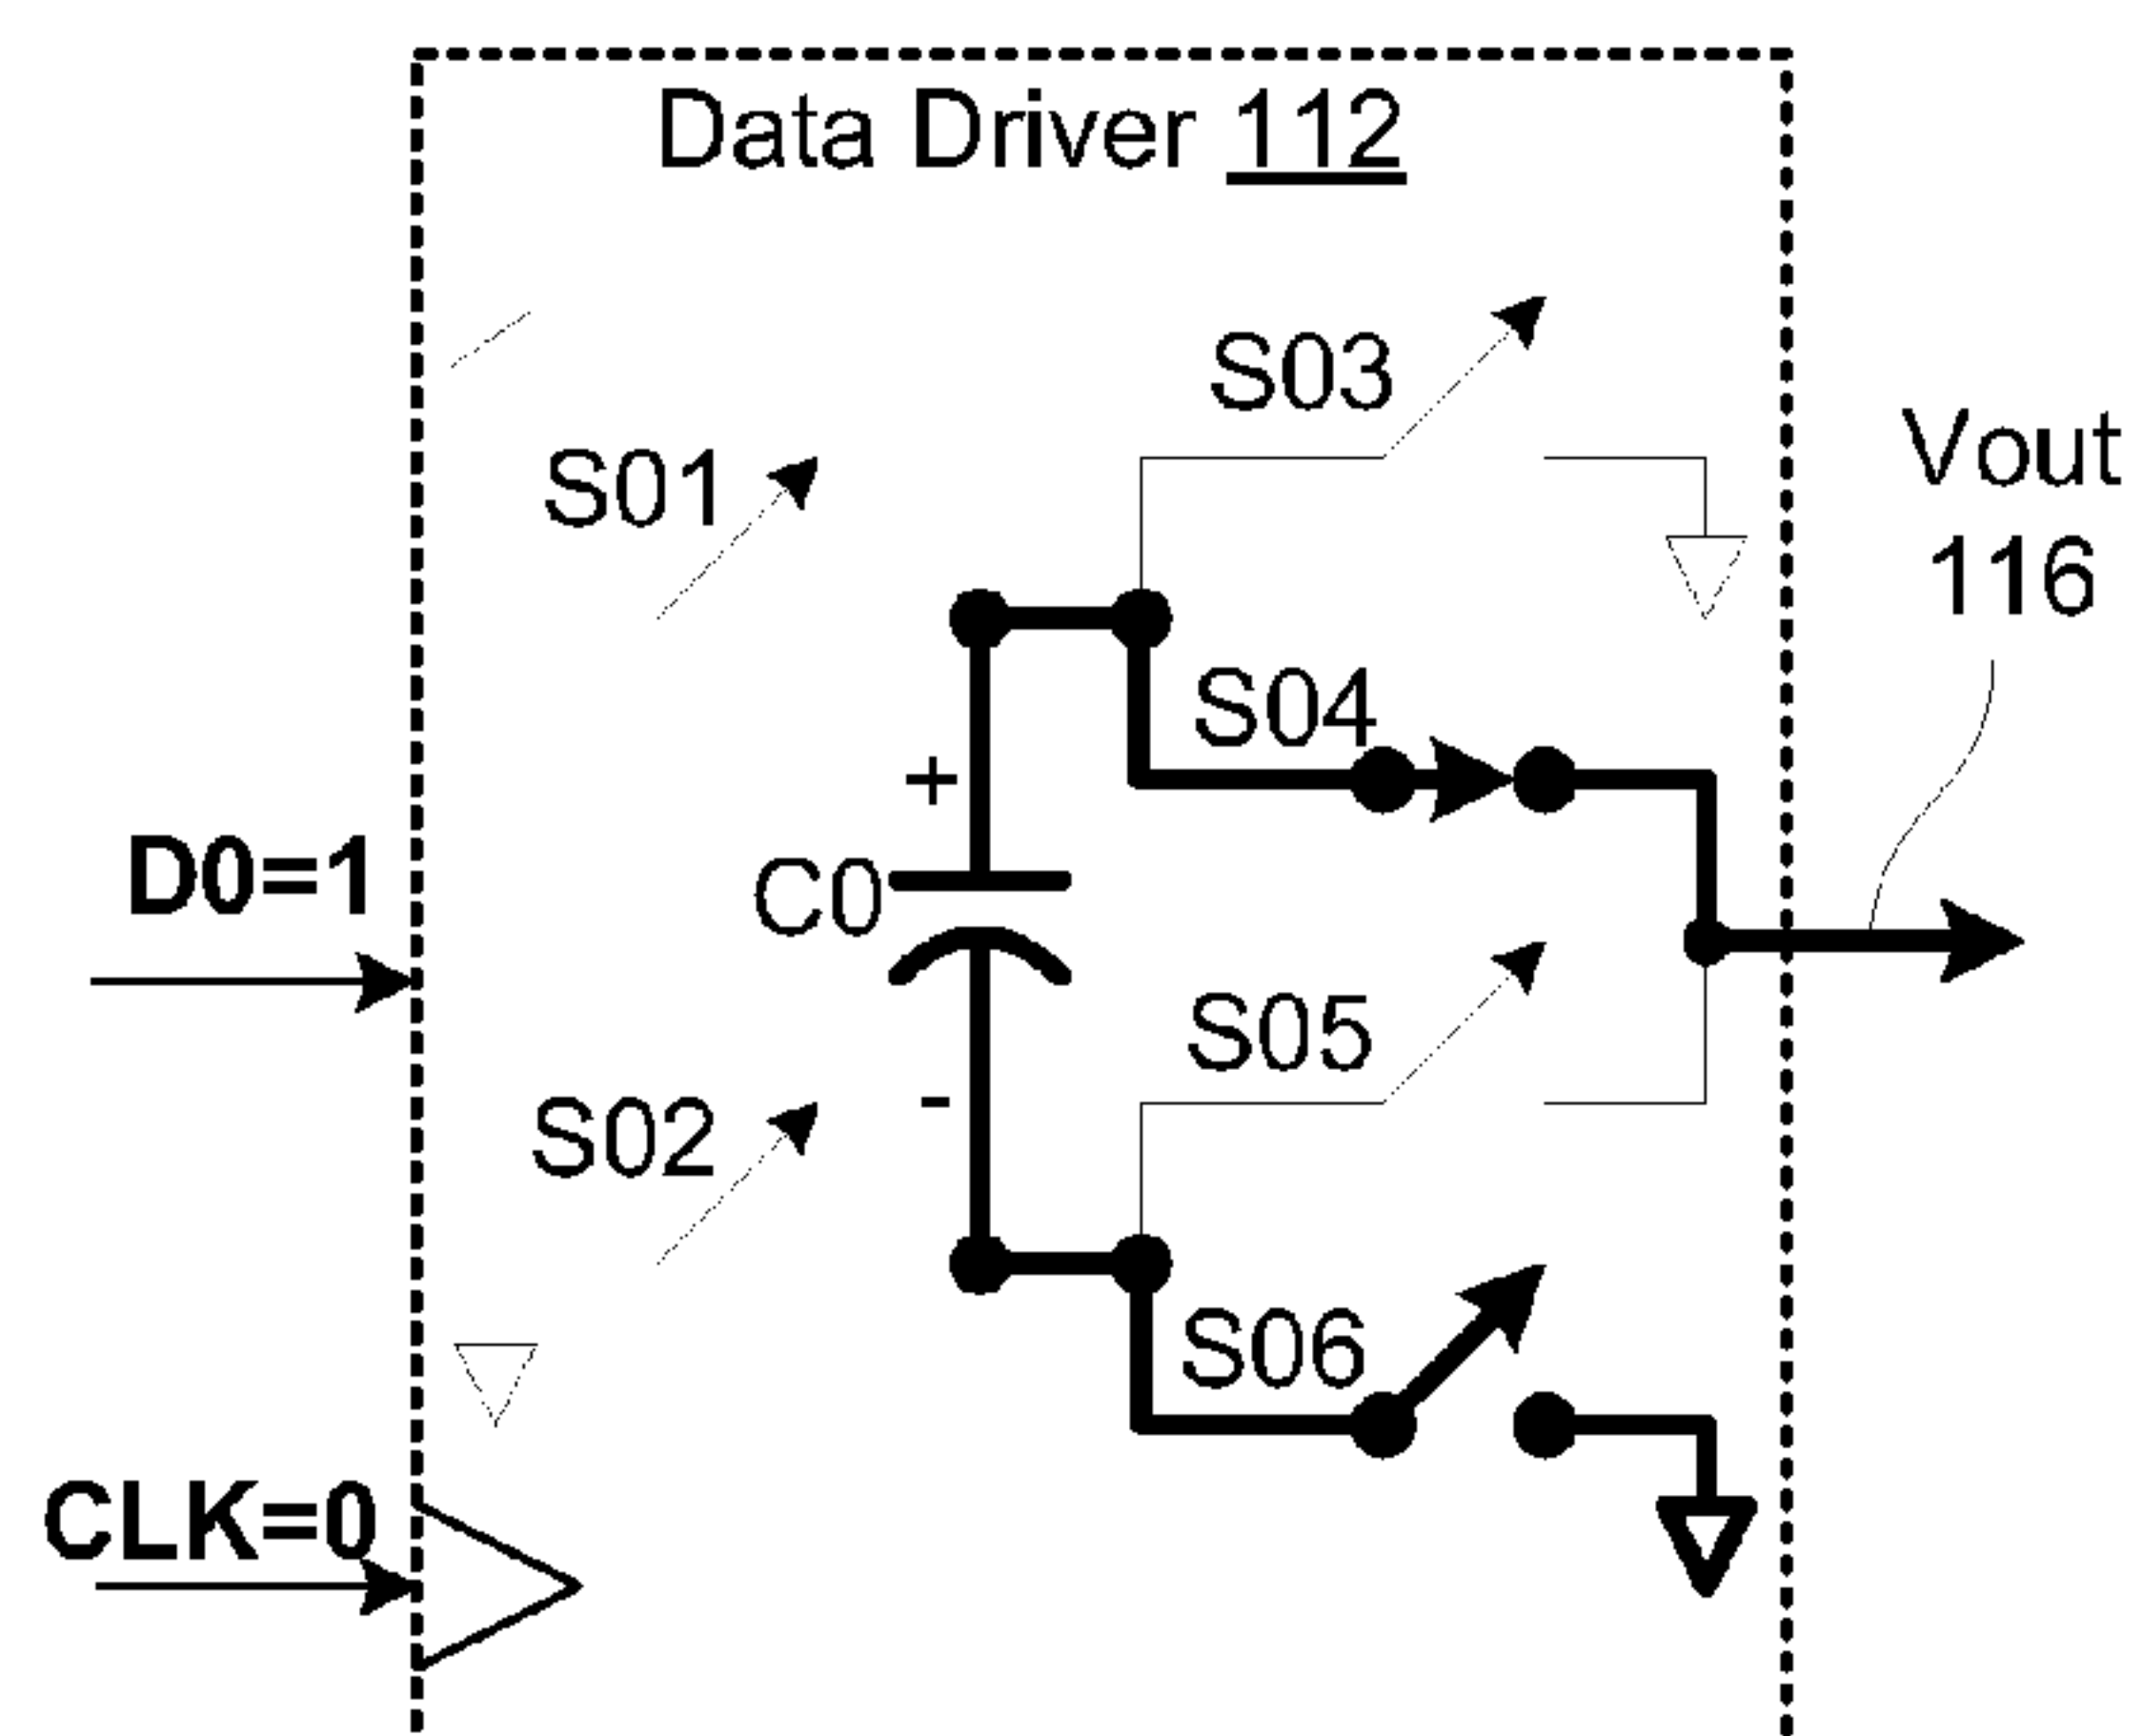 Data Driver 112
S03
Vout
116
S01
S04
+
C0
D0=1
S05
-
S02
S06
CLK=0